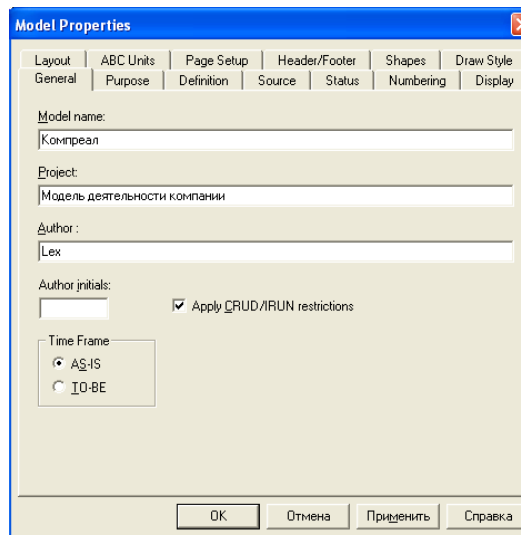 Model Properties
Layout ABC Units Page Setup Header/Footer Shapes Draw Style
General Purpose Definition Source Status Numbering Display
Model name:
Компреал
Project:
Модель деятельности компании
Author :
Lex
Author initials:
Apply CRUD/IRUN restrictions
Time Frame
AS-IS
TO-BE
OK Отмена Применить Справка